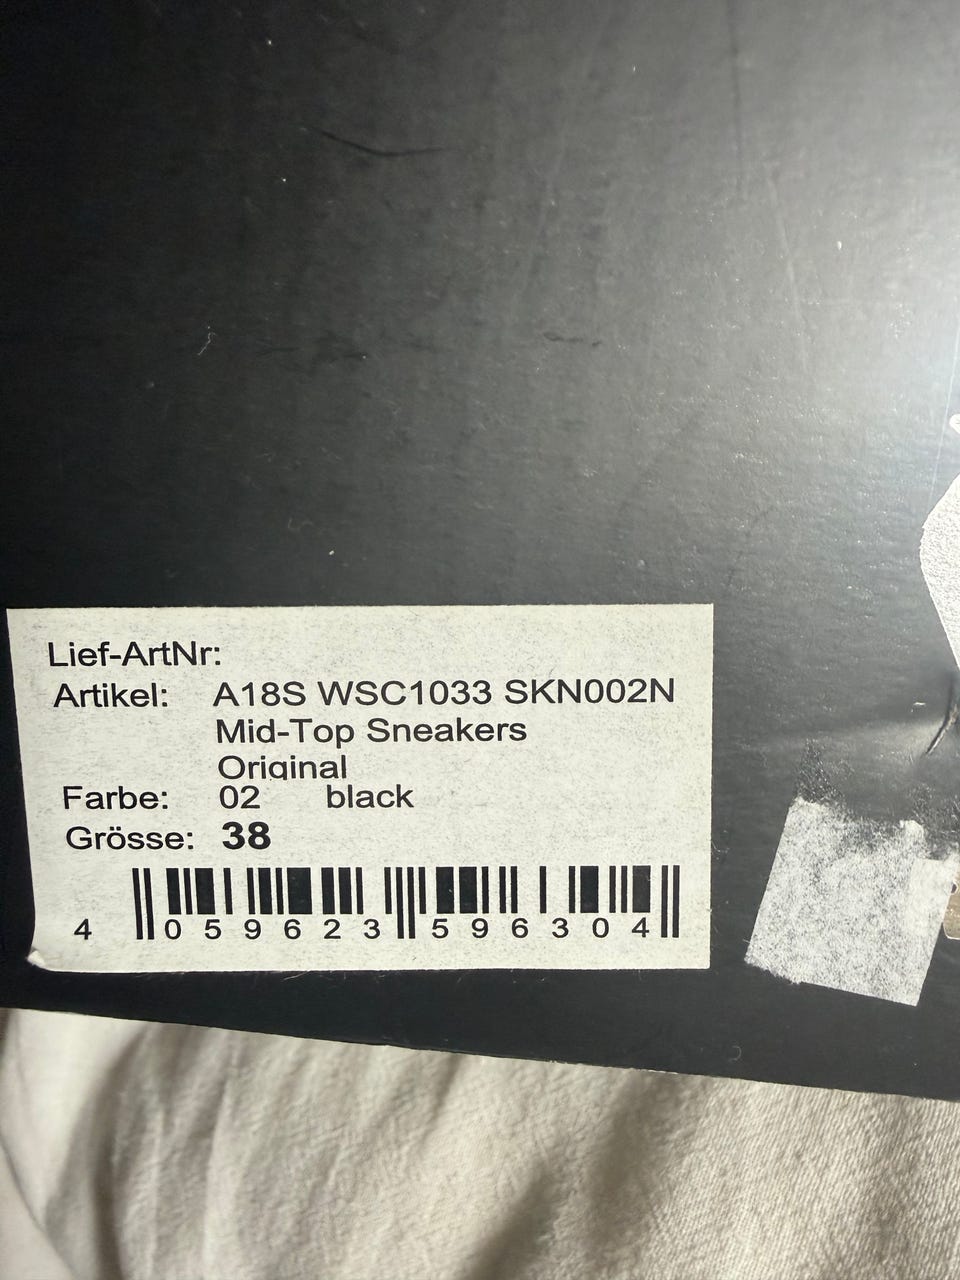 Lief-ArtNr:
Artikel: A18S WSC1033 SKN002N
Mid-Top Sneakers
Original
Farbe: 02 black
Grösse: 38
4 059623 596304